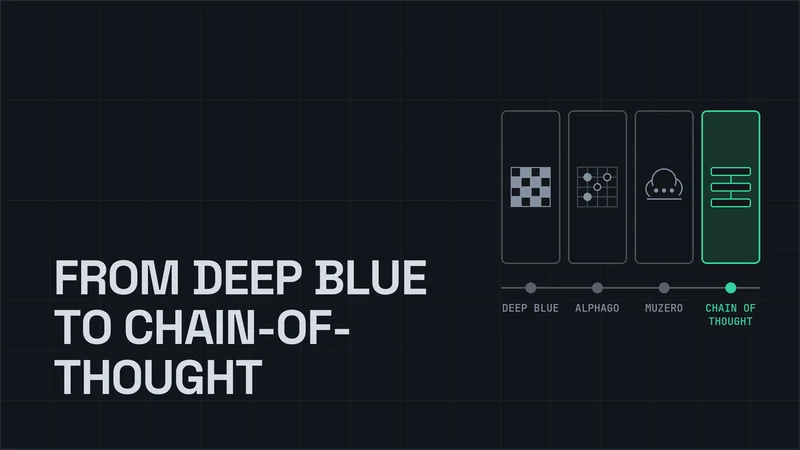 FROM DEEP BLUE
TO CHAIN-OF-
THOUGHT
DEEP BLUE
ALPHAGO
MUZERO
CHAIN OF
THOUGHT